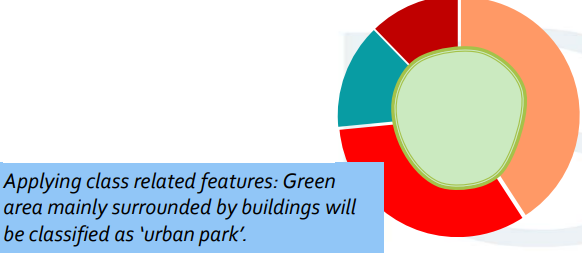 Applying class related features: Green
area mainly surrounded by buildings will
be classified as ‘urban park’.